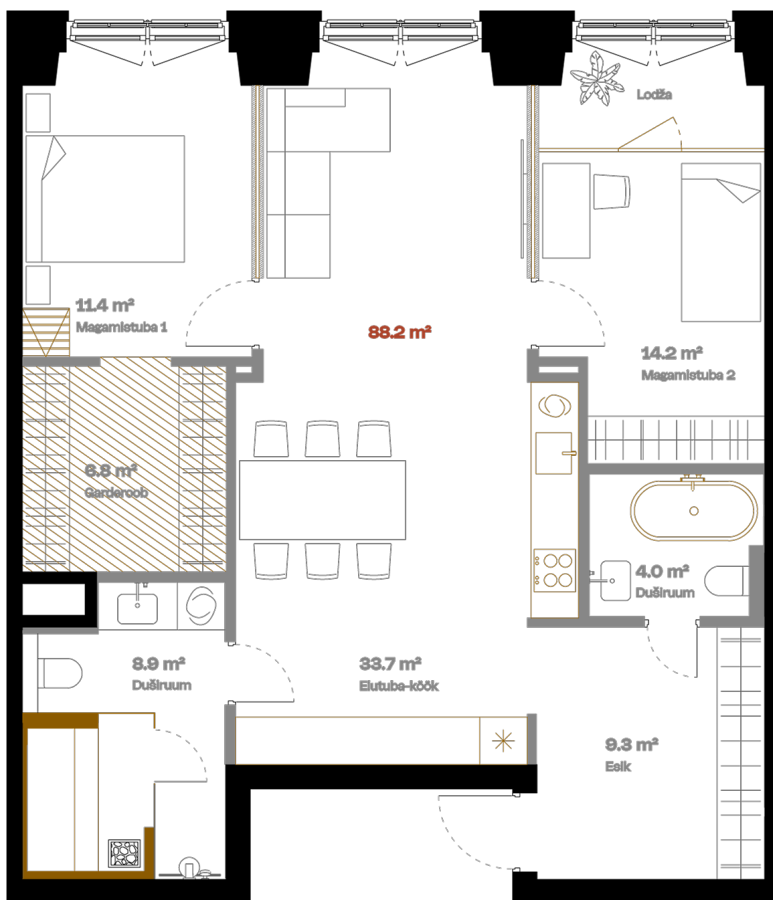 Lodža
11.4 m²
Magamistuba 1
88.2 m²
14.2 m²
Magamistuba 2
6.8 m²
Garderoob
4.0 m²
Duširuum
8.9 m²
Duširuum
33.7 m²
Elutuba-köök
9.3 m²
Esik